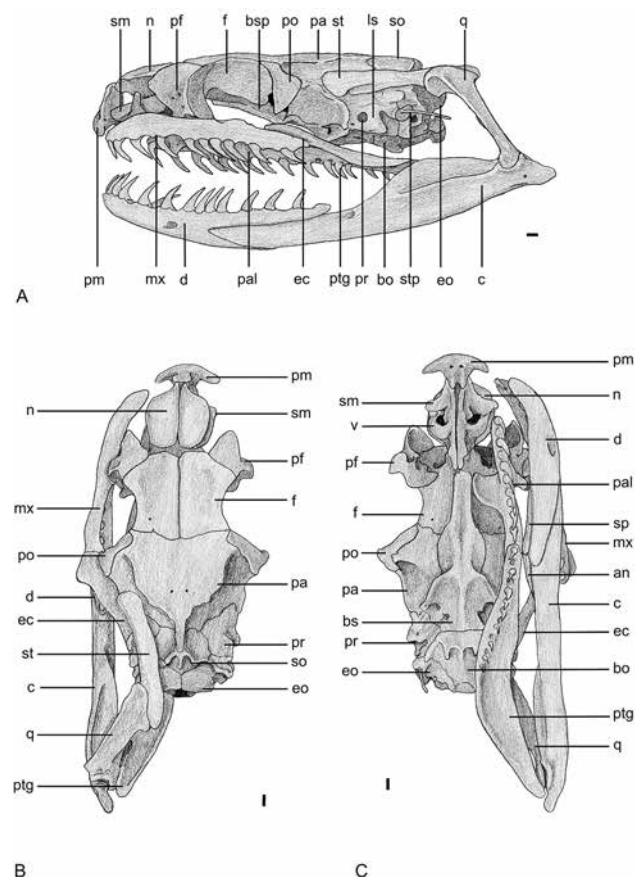 sm n pf f bsp po pa st ls so q
pm mx d pal ec ptg pr bo stp eo c
A
pm
n
sm
pf
f
mx
po
pa
d
ec
st
pr
so
c
eo
q
ptg
B
pm
n
sm
v
d
pf
pal
f
sp
mx
po
an
pa
c
bs
ec
pr
bo
eo
ptg
q
C